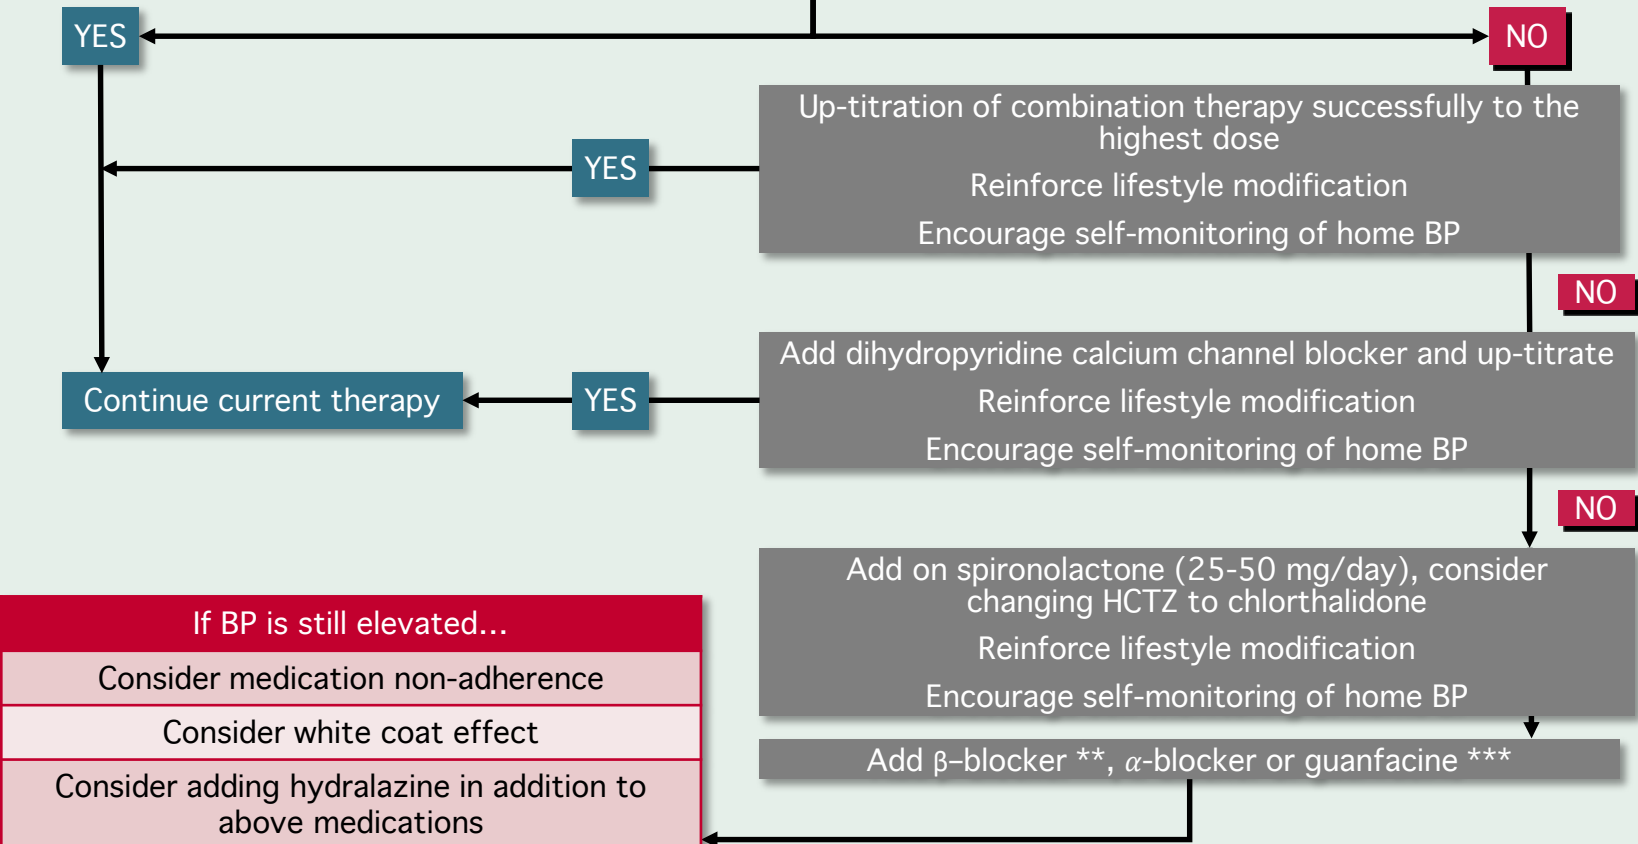 YES
NO
Up-titration of combination therapy successfully to the
highest dose
Reinforce lifestyle modification
Encourage self-monitoring of home BP
YES
NO
Add dihydropyridine calcium channel blocker and up-titrate
Reinforce lifestyle modification
Encourage self-monitoring of home BP
YES
Continue current therapy
NO
Add on spironolactone (25-50 mg/day), consider
changing HCTZ to chlorthalidone
Reinforce lifestyle modification
Encourage self-monitoring of home BP
Add β–blocker **, α-blocker or guanfacine ***
If BP is still elevated...
Consider medication non-adherence
Consider white coat effect
Consider adding hydralazine in addition to
above medications